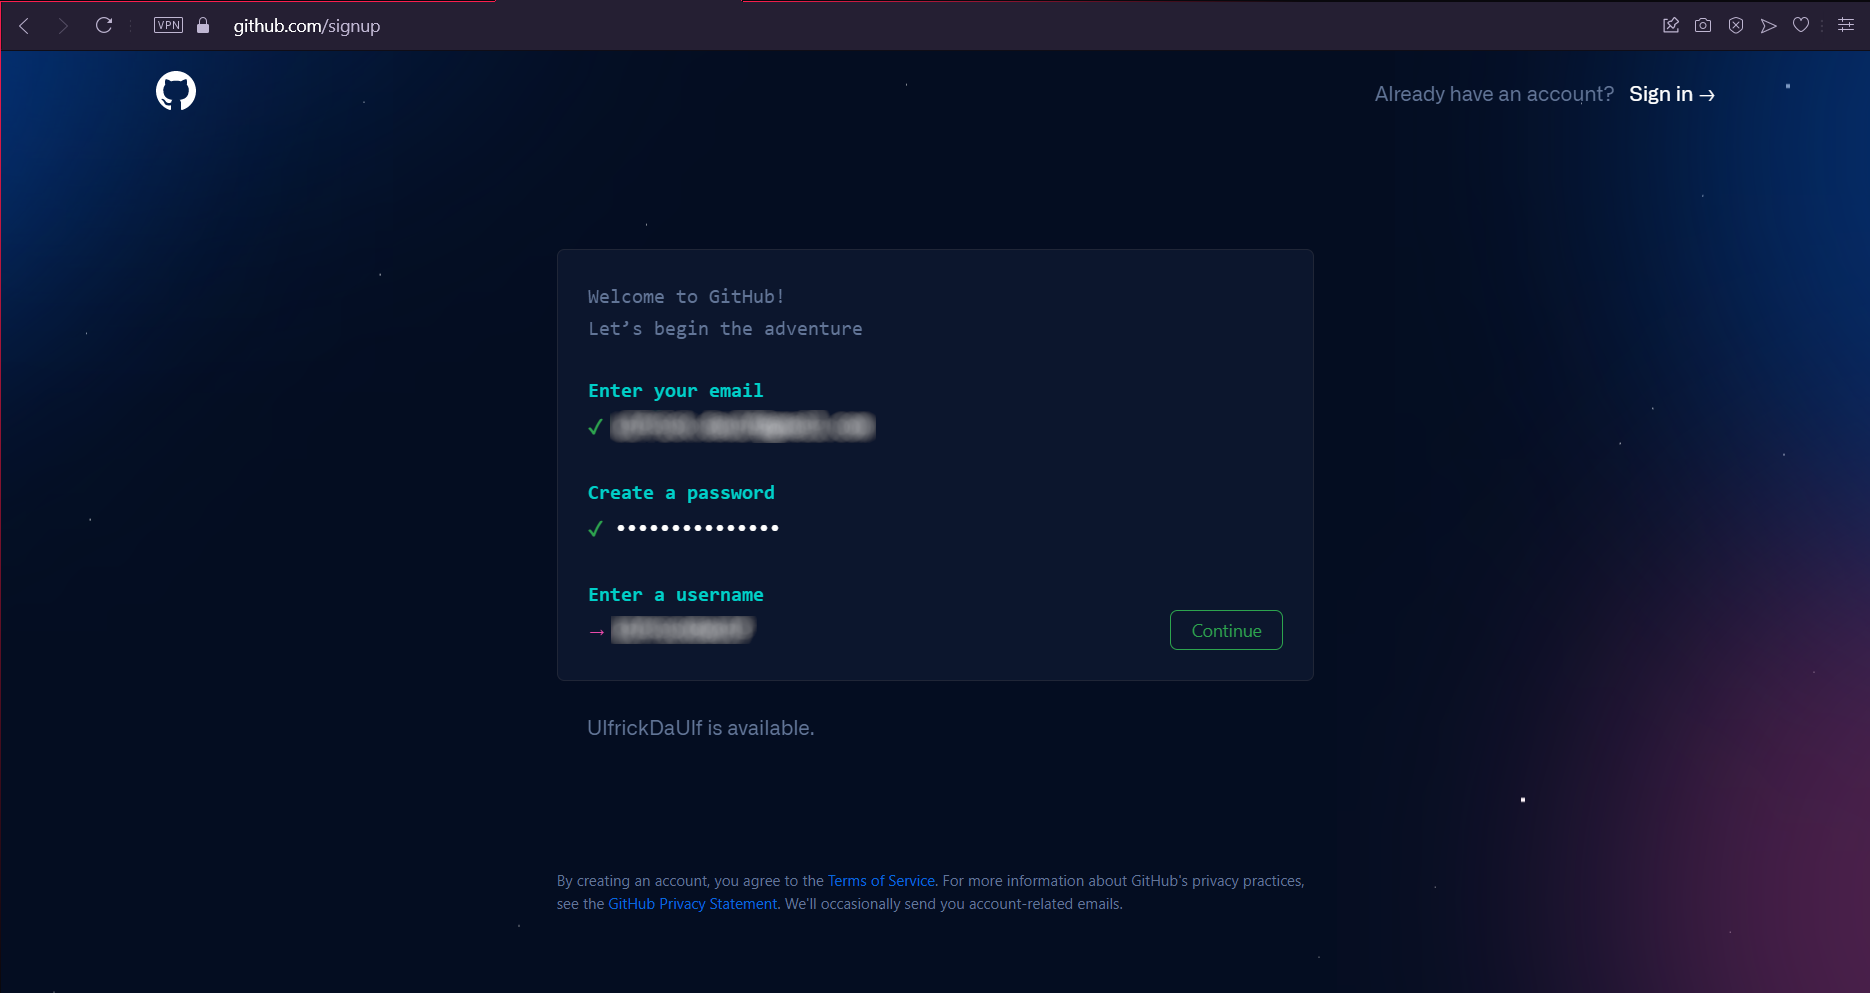 VPN github.com/signup
Already have an account? Sign in →
Welcome to GitHub!
Let’s begin the adventure
Enter your email
✓
Create a password
✓ •••••••••••••••
Enter a username
→
Continue
UlfrickDaUlf is available.
By creating an account, you agree to the Terms of Service. For more information about GitHub's privacy practices,
see the GitHub Privacy Statement. We'll occasionally send you account-related emails.